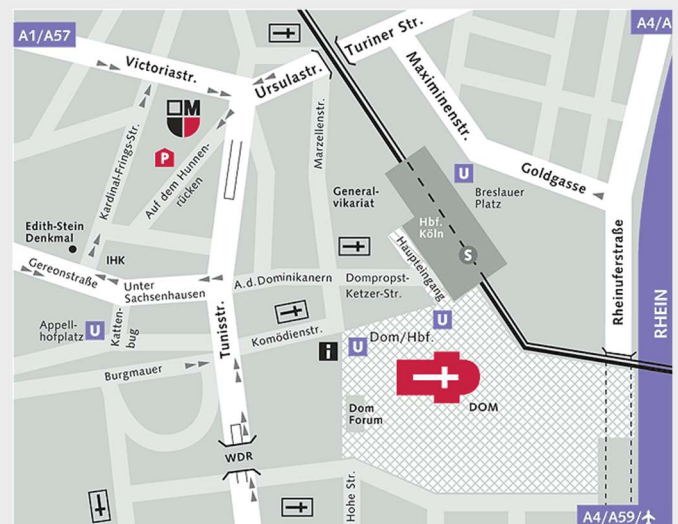 A1/A57
A4/A
Turiner Str.
Victoriastr.
Ursulastr.
Maximinenstr.
M
P
Kardinal-Frings-Str.
Auf dem Hunnen-
rücken
Marzellenstr.
U
Goldgasse
Breslauer
Platz
General-
vikariat
Hbf.
Köln
S
Haupteingang
Edith-Stein
Denkmal
IHK
Gereonstraße
Unter
Sachsenhausen
A.d.Dominikanern
Dompropst-
Ketzer-Str.
Rheinuferstraße
RHEIN
Appell-
hofplatz
U
Katten-
bug
Tunisstr.
Komödienstr.
U
i
U
Dom/Hbf.
Burgmauer
DOM
Dom
Forum
WDR
Hohe Str.
A4/A59/